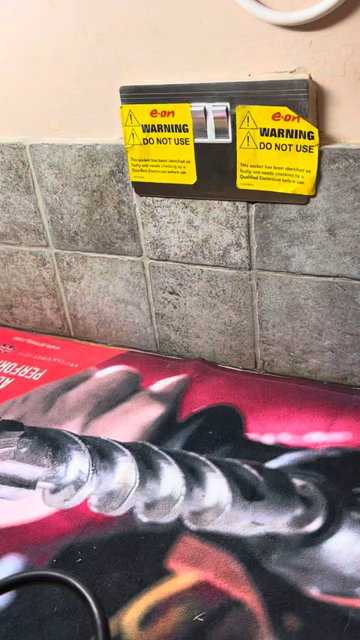 e·on
WARNING
DO NOT USE
This socket has been identified as
faulty and needs checking by a
Qualified Electrician before use
e·on
WARNING
DO NOT USE
This socket has been identified as
faulty and needs checking by a
Qualified Electrician before use
PERFOR